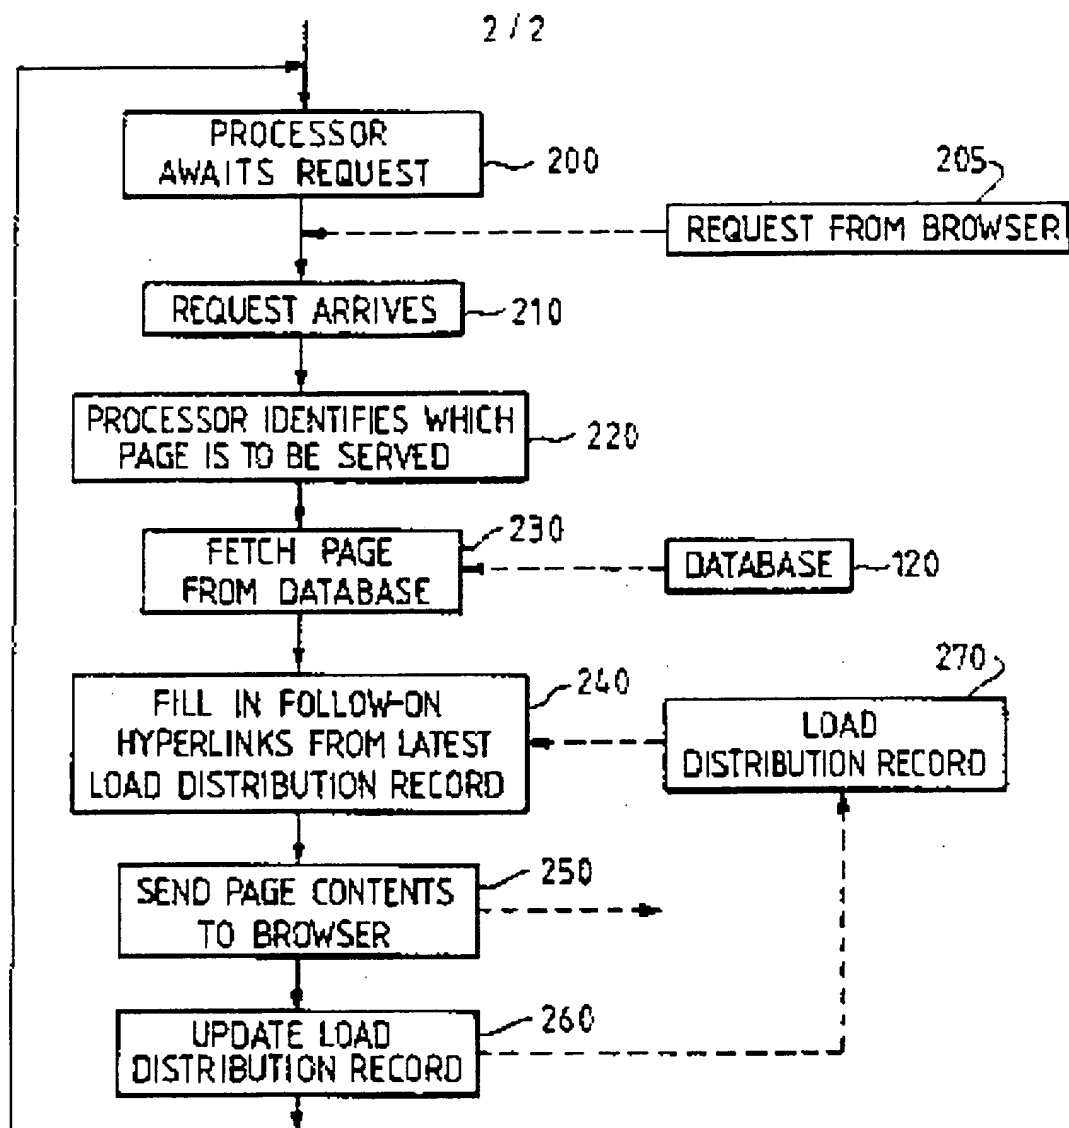 2/2
PROCESSOR
AWAITS REQUEST
200
205
REQUEST FROM BROWSER
REQUEST ARRIVES
210
PROCESSOR IDENTIFIES WHICH
PAGE IS TO BE SERVED
220
230
FETCH PAGE
FROM DATABASE
DATABASE
120
240
FILL IN FOLLOW-ON
HYPERLINKS FROM LATEST
LOAD DISTRIBUTION RECORD
270
LOAD
DISTRIBUTION RECORD
250
SEND PAGE CONTENTS
TO BROWSER
260
UPDATE LOAD
DISTRIBUTION RECORD